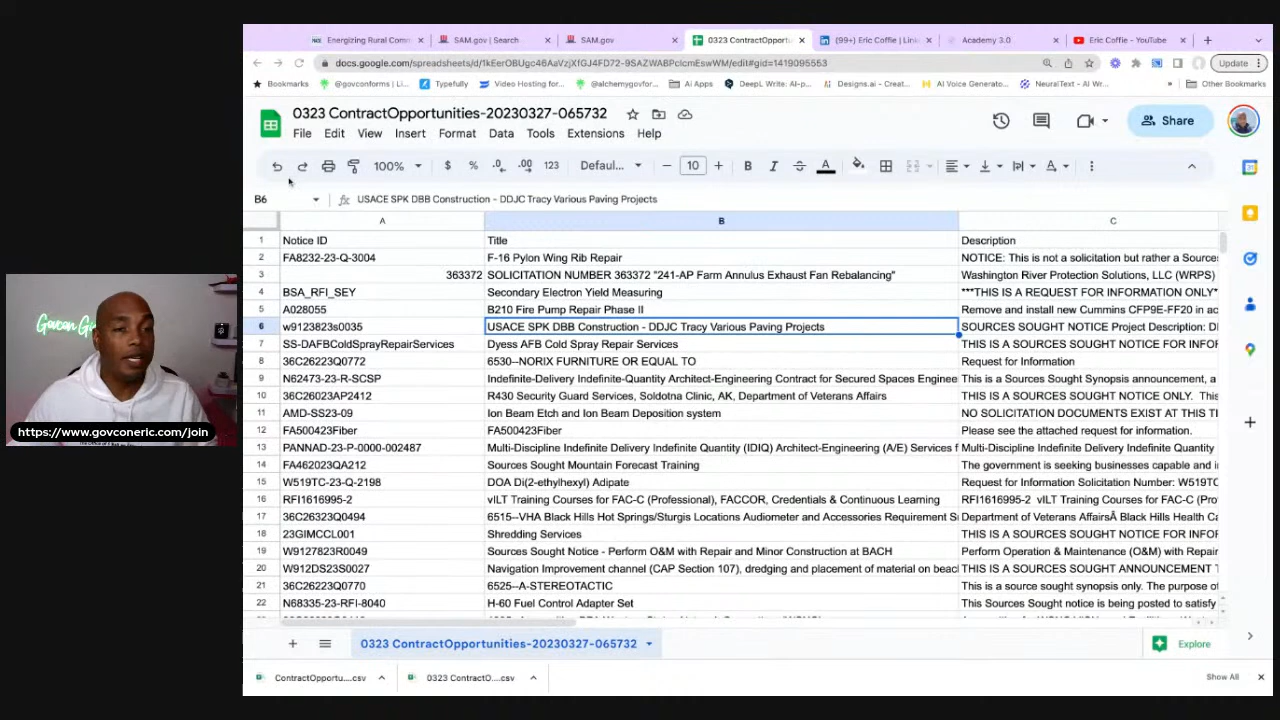 Energizing Rural Comm
SAM.gov | Search
SAM.gov
0323 ContractOpportu
(99+) Eric Coffie | Link
Academy 3.0
Eric Coffie - YouTube
docs.google.com/spreadsheets/d/1kEerOBUgc46AaVzjXfGJ4FD72-9SAZWABPcIcmEswWM/edit#gid=1419095553
Update
Bookmarks
@govconforms | Li...
Typefully
Video Hosting for...
@alchemygovfor...
Ai Apps
DeepL Write: AI-p...
Designs.ai - Creat...
AI Voice Generato...
NeuralText - AI Wr...
Other Bookmarks
0323 ContractOpportunities-20230327-065732
File Edit View Insert Format Data Tools Extensions Help
Share
100% $ % .0 .00 123 Defaul... 10 B I A
B6 fx USACE SPK DBB Construction - DDJC Tracy Various Paving Projects
A B C
1 Notice ID Title Description
2 FA8232-23-Q-3004 F-16 Pylon Wing Rib Repair NOTICE: This is not a solicitation but rather a Source
3 363372 SOLICITATION NUMBER 363372 "241-AP Farm Annulus Exhaust Fan Rebalancing" Washington River Protection Solutions, LLC (WRPS)
4 BSA_RFI_SEY Secondary Electron Yield Measuring ***THIS IS A REQUEST FOR INFORMATION ONLY*
5 A028055 B210 Fire Pump Repair Phase II Remove and install new Cummins CFP9E-FF20 in ac
6 w9123823s0035 USACE SPK DBB Construction - DDJC Tracy Various Paving Projects SOURCES SOUGHT NOTICE Project Description: D
7 SS-DAFBColdSprayRepairServices Dyess AFB Cold Spray Repair Services THIS IS A SOURCES SOUGHT NOTICE FOR INFOR
8 36C26023Q0772 6530--NORIX FURNITURE OR EQUAL TO Request for Information
9 N62473-23-R-SCSP Indefinite-Delivery Indefinite-Quantity Architect-Engineering Contract for Secured Spaces Enginee This is a Sources Sought Synopsis announcement, a
10 36C26023AP2412 R430 Security Guard Services, Soldotna Clinic, AK, Department of Veterans Affairs THIS IS A SOURCES SOUGHT NOTICE ONLY. This
11 AMD-SS23-09 Ion Beam Etch and Ion Beam Deposition system NO SOLICITATION DOCUMENTS EXIST AT THIS T
12 FA500423Fiber FA500423Fiber Please see the attached request for information.
13 PANNAD-23-P-0000-002487 Multi-Discipline Indefinite Delivery Indefinite Quantity (IDIQ) Architect-Engineering (A/E) Services f Multi-Discipline Indefinite Delivery Indefinite Quantity
14 FA462023QA212 Sources Sought Mountain Forecast Training The government is seeking businesses capable and i
15 W519TC-23-Q-2198 DOA Di(2-ethylhexyl) Adipate Request for Information Solicitation Number: W519TC
16 RFI1616995-2 vILT Training Courses for FAC-C (Professional), FACCOR, Credentials & Continuous Learning RFI1616995-2 vILT Training Courses for FAC-C (Pro
17 36C26323Q0494 6515--VHA Black Hills Hot Springs/Sturgis Locations Audiometer and Accessories Requirement S Department of Veterans AffairsÂ Black Hills Health Ca
18 23GIMCCL001 Shredding Services THIS IS A SOURCES SOUGHT NOTICE FOR INFOR
19 W9127823R0049 Sources Sought Notice - Perform O&M with Repair and Minor Construction at BACH Perform Operation & Maintenance (O&M) with Repair
20 W912DS23S0027 Navigation Improvement channel (CAP Section 107), dredging and placement of material on beac THIS IS A SOURCES SOUGHT ANNOUNCEMENT
21 36C26223Q0770 6525--A-STEREOTACTIC This is a source sought synopsis only. The purpose of
22 N68335-23-RFI-8040 H-60 Fuel Control Adapter Set This Sources Sought notice is being posted to satisfy
0323 ContractOpportunities-20230327-065732
Explore
ContractOpportu....csv
0323 ContractO....csv
Show All
https://www.govconeric.com/join